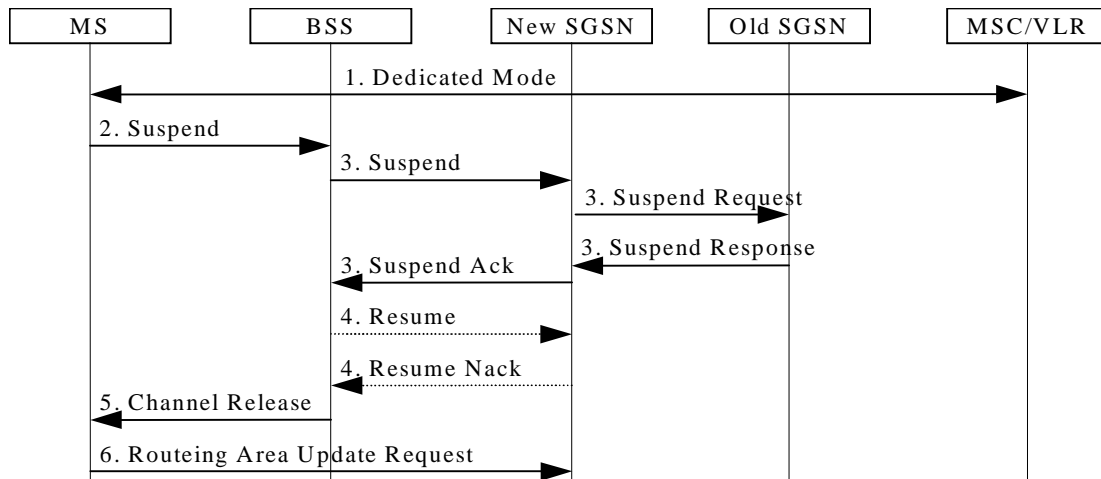 MS
BSS
New SGSN
Old SGSN
MSC/VLR
1. Dedicated Mode
2. Suspend
3. Suspend
3. Suspend Request
3. Suspend Response
3. Suspend Ack
4. Resume
4. Resume Nack
5. Channel Release
6. Routeing Area Update Request